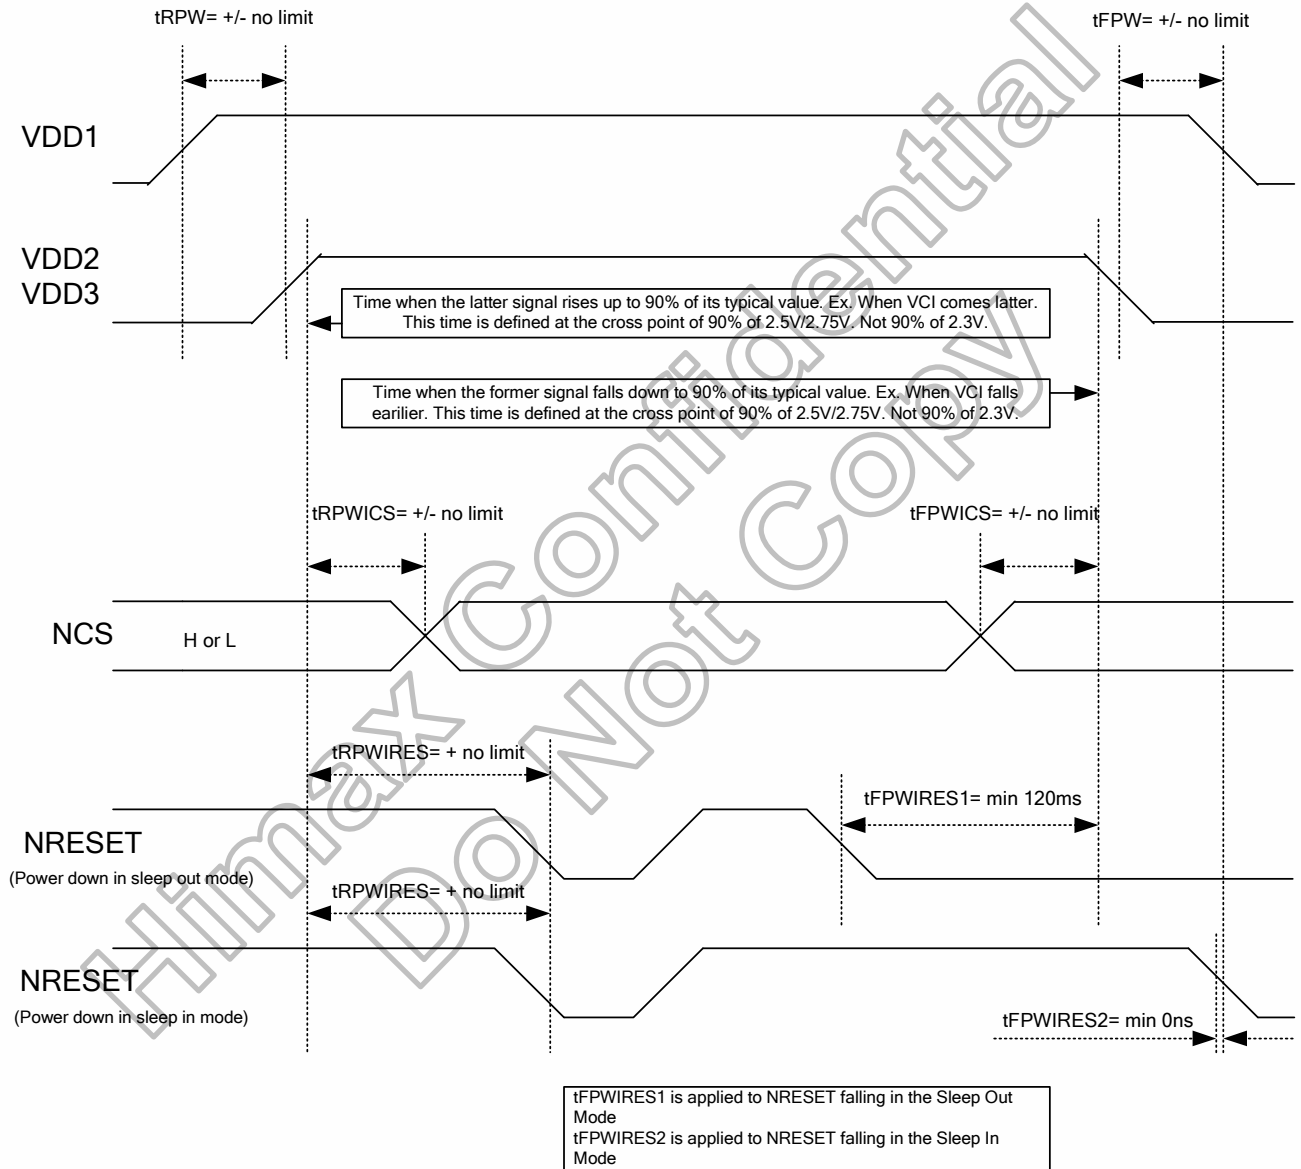 tRPW= +/- no limit
tFPW= +/- no limit
VDD1
VDD2
VDD3
Time when the latter signal rises up to 90% of its typical value. Ex. When VCI comes latter.
This time is defined at the cross point of 90% of 2.5V/2.75V. Not 90% of 2.3V.
Time when the former signal falls down to 90% of its typical value. Ex. When VCI falls
earilier. This time is defined at the cross point of 90% of 2.5V/2.75V. Not 90% of 2.3V.
tRPWICS= +/- no limit
tFPWICS= +/- no limit
NCS
H or L
tRPWIRES= + no limit
tFPWIRES1= min 120ms
NRESET
(Power down in sleep out mode)
tRPWIRES= + no limit
NRESET
(Power down in sleep in mode)
tFPWIRES2= min 0ns
tFPWIRES1 is applied to NRESET falling in the Sleep Out
Mode
tFPWIRES2 is applied to NRESET falling in the Sleep In
Mode
Himax Confidential
Do Not Copy